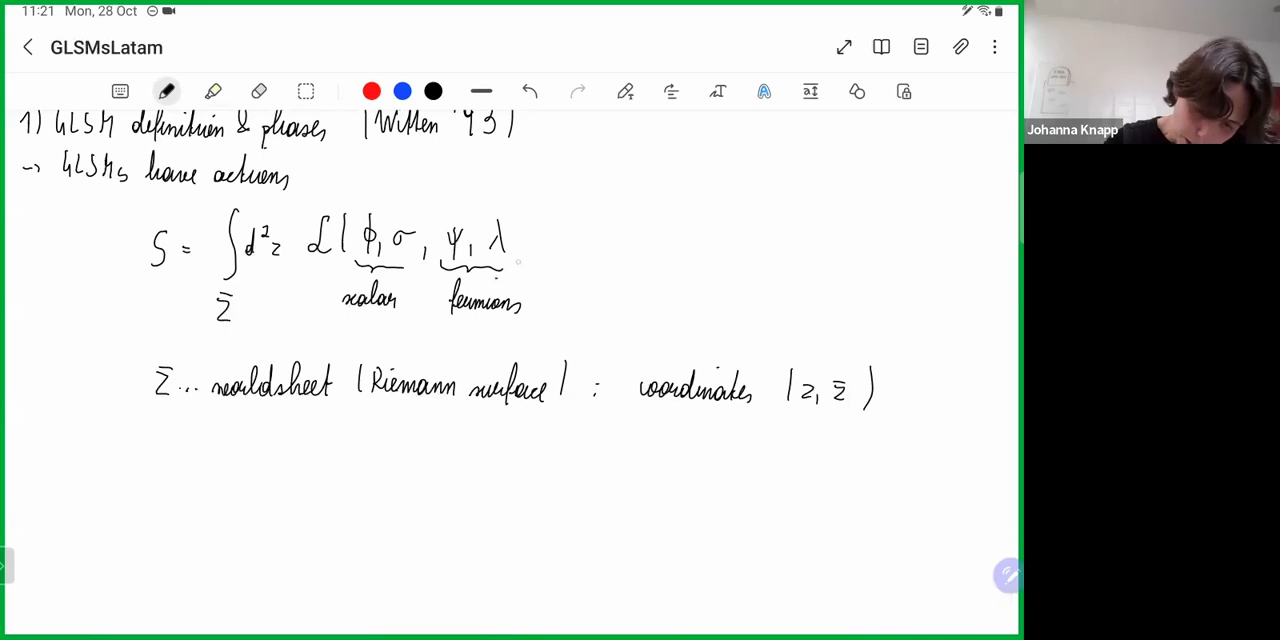 11:21 Mon, 28 Oct
GLSMsLatam
1) GLSM definition & phases (Witten '93)
→ GLSMs have actions
S = ∫_Σ d²z ℒ(ϕ, σ, ψ, λ
scalar fermions
Σ... worldsheet (Riemann surface) : coordinates (z, z̄)
Johanna Knapp